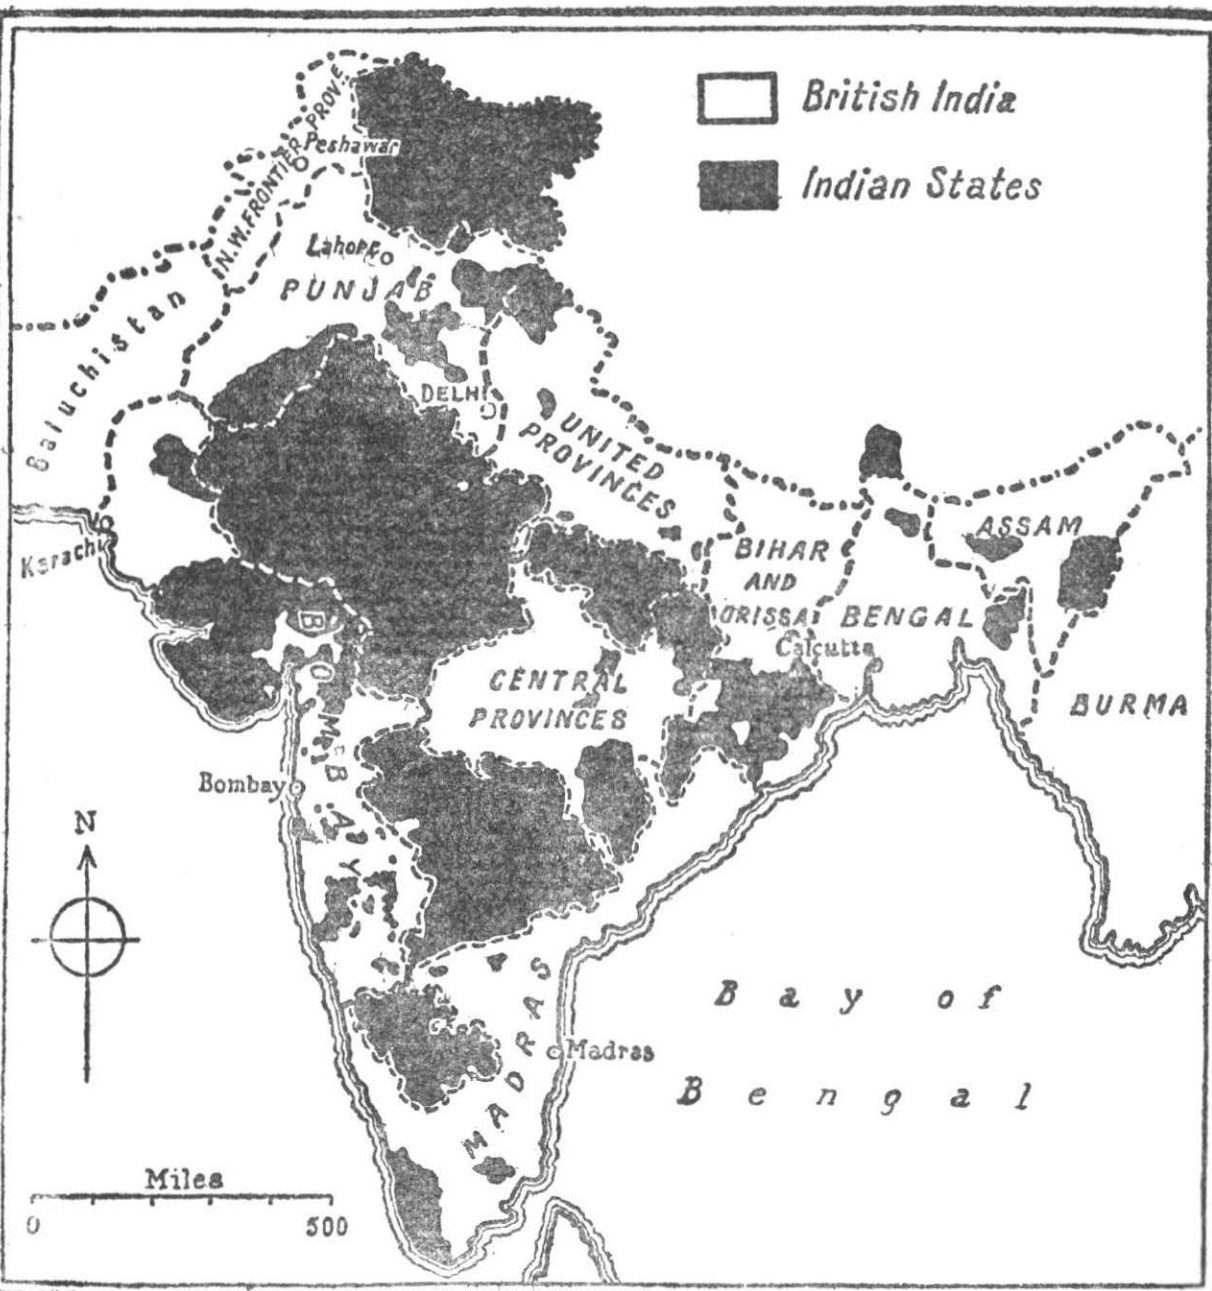 British India
Indian States
N.W. FRONTIER PROVE
Peshawar
Lahore
PUNJAB
Baluchistan
DELHI
UNITED
PROVINCES
Karachi
BIHAR
AND
ORISSA
ASSAM
BENGAL
Calcutta
BURMA
CENTRAL
PROVINCES
BOMBAY
Bombay
N
MADRAS
Madras
Bay of
Bengal
Miles
0 500